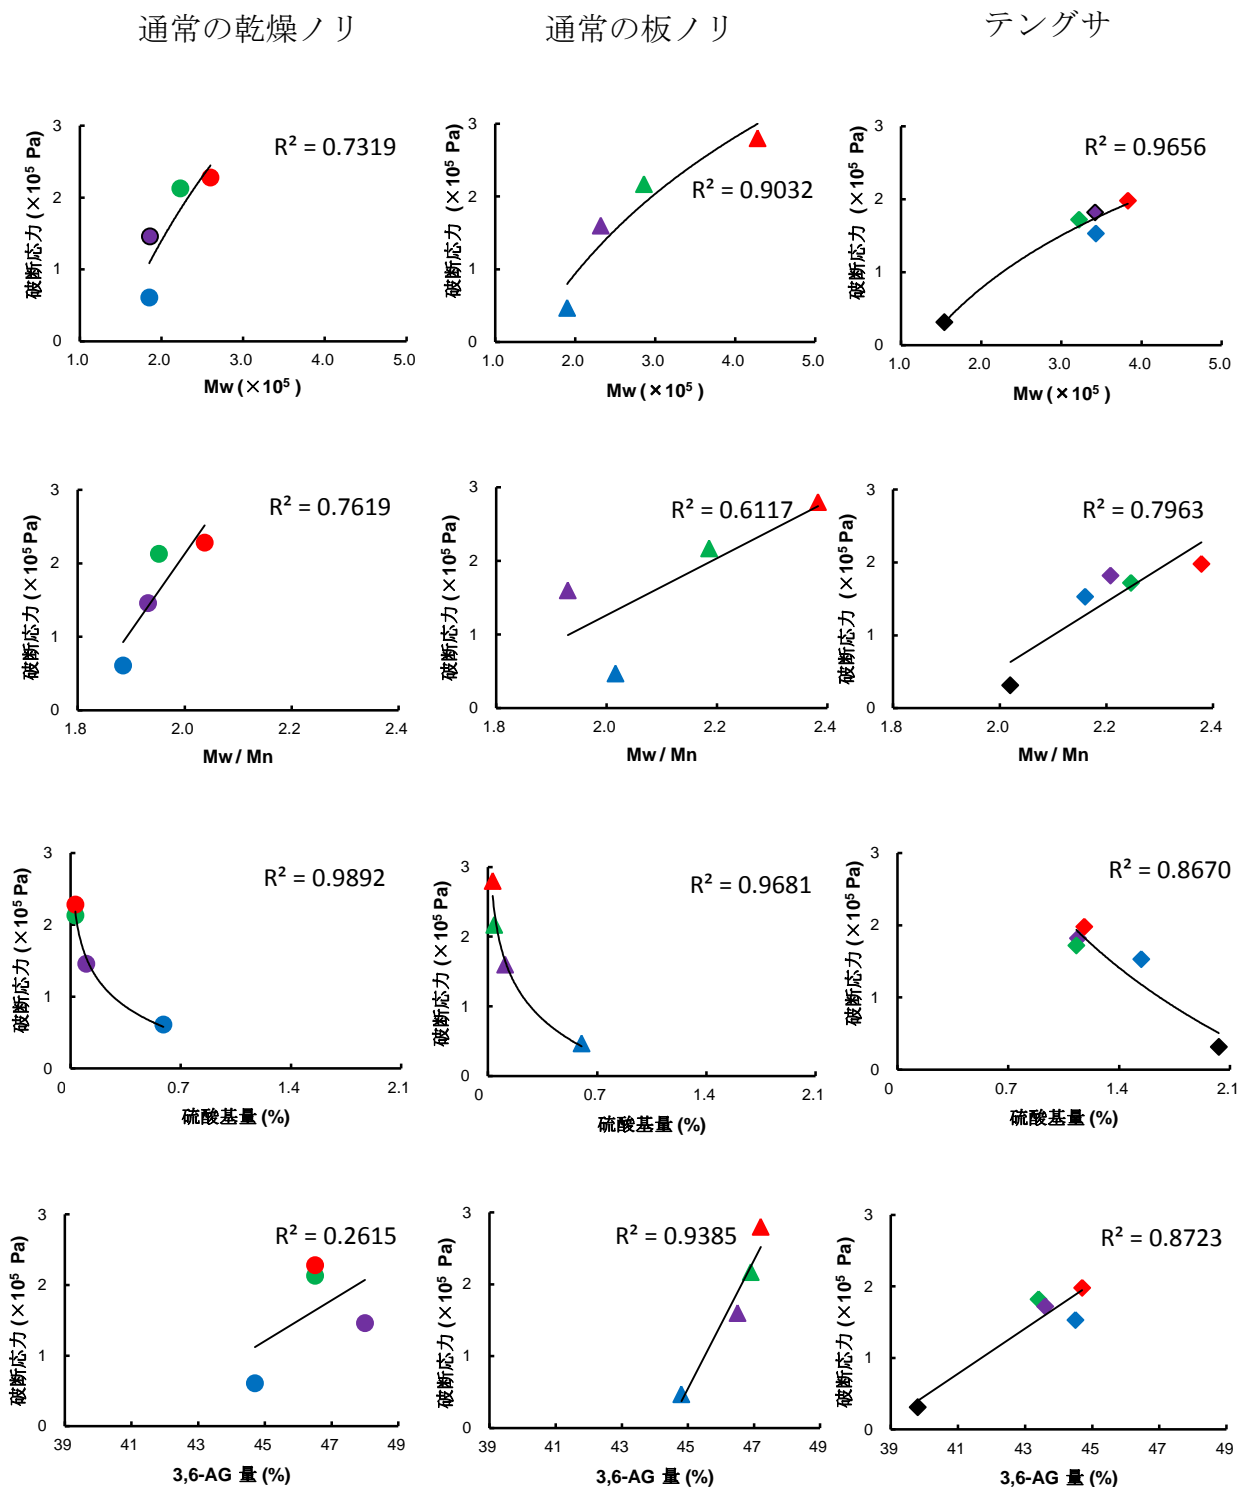 通常の乾燥ノリ
通常の板ノリ
テングサ
破断応力 (×10⁵ Pa)
3
2
1
0
R² = 0.7319
1.0 2.0 3.0 4.0 5.0
Mw (×10⁵ )
破断応力 (×10⁵ Pa)
3
2
1
0
R² = 0.9032
1.0 2.0 3.0 4.0 5.0
Mw ( × 10⁵ )
破断応力 (×10⁵ Pa)
3
2
1
0
R² = 0.9656
1.0 2.0 3.0 4.0 5.0
Mw (×10⁵ )
破断応力 (×10⁵ Pa)
3
2
1
0
R² = 0.7619
1.8 2.0 2.2 2.4
Mw / Mn
破断応力 (×10⁵ Pa)
3
2
1
0
R² = 0.6117
1.8 2.0 2.2 2.4
Mw / Mn
破断応力 (×10⁵ Pa)
3
2
1
0
R² = 0.7963
1.8 2.0 2.2 2.4
Mw / Mn
破断応力 (×10⁵ Pa)
3
2
1
0
R² = 0.9892
0 0.7 1.4 2.1
硫酸基量 (%)
破断応力 (×10⁵ Pa)
3
2
1
0
R² = 0.9681
0 0.7 1.4 2.1
硫酸基量 (%)
破断応力 (×10⁵ Pa)
3
2
1
0
R² = 0.8670
0 0.7 1.4 2.1
硫酸基量 (%)
破断応力 (×10⁵ Pa)
3
2
1
0
R² = 0.2615
39 41 43 45 47 49
3,6-AG 量 (%)
破断応力 (×10⁵ Pa)
3
2
1
0
R² = 0.9385
39 41 43 45 47 49
3,6-AG 量 (%)
破断応力 (×10⁵ Pa)
3
2
1
0
R² = 0.8723
39 41 43 45 47 49
3,6-AG 量 (%)